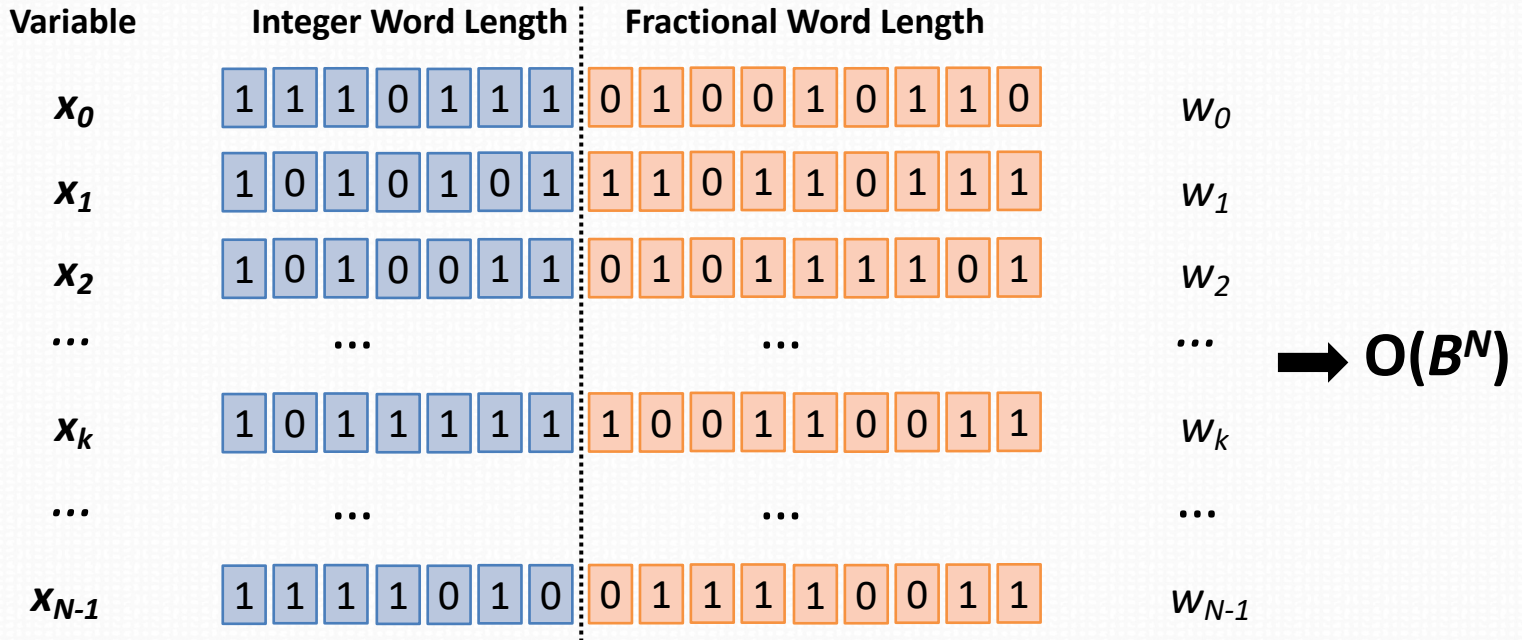 Variable Integer Word Length Fractional Word Length
x0 1 1 1 0 1 1 1 0 1 0 0 1 0 1 1 0 w0
x1 1 0 1 0 1 0 1 1 1 0 1 1 0 1 1 1 w1
x2 1 0 1 0 0 1 1 0 1 0 1 1 1 1 0 1 w2
... ... ... ... O(B^N)
xk 1 0 1 1 1 1 1 1 0 0 1 1 0 0 1 1 wk
... ... ... ...
xN-1 1 1 1 1 0 1 0 0 1 1 1 1 0 0 1 1 wN-1